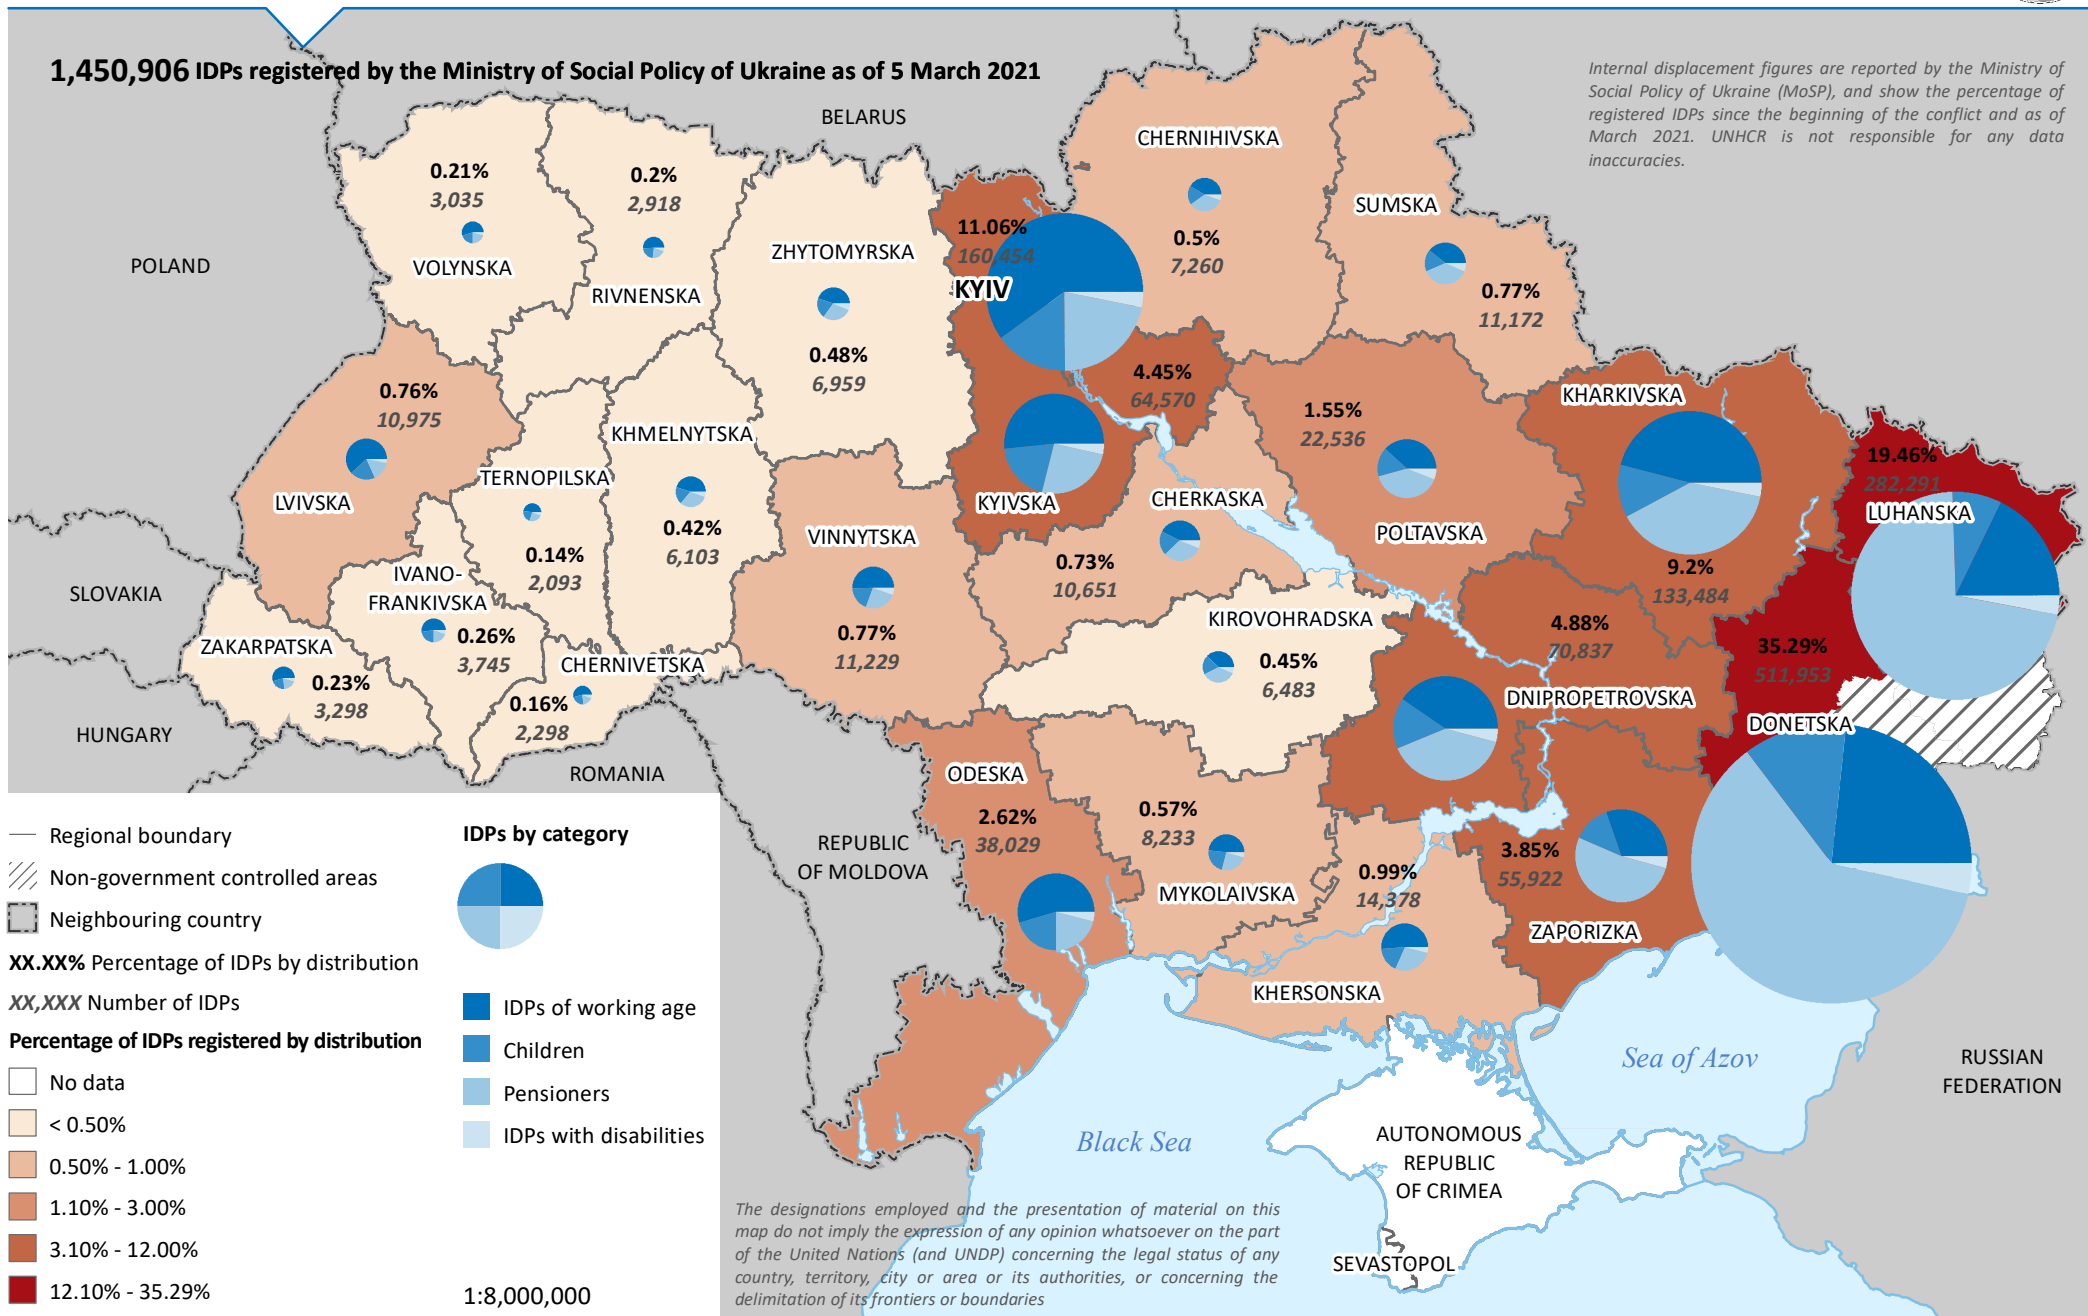 1,450,906 IDPs registered by the Ministry of Social Policy of Ukraine as of 5 March 2021
Internal displacement figures are reported by the Ministry of
Social Policy of Ukraine (MoSP), and show the percentage of
registered IDPs since the beginning of the conflict and as of
March 2021. UNHCR is not responsible for any data
inaccuracies.
BELARUS
POLAND
SLOVAKIA
HUNGARY
ROMANIA
REPUBLIC
OF MOLDOVA
RUSSIAN
FEDERATION
0.21%
3,035
VOLYNSKA
0.2%
2,918
RIVNENSKA
ZHYTOMYRSKA
0.48%
6,959
11.06%
160,454
KYIV
CHERNIHIVSKA
0.5%
7,260
SUMSKA
0.77%
11,172
0.76%
10,975
LVIVSKA
TERNOPILSKA
0.14%
2,093
KHMELNYTSKA
0.42%
6,103
VINNYTSKA
0.77%
11,229
4.45%
64,570
KYIVSKA
CHERKASKA
0.73%
10,651
1.55%
22,536
POLTAVSKA
KHARKIVSKA
9.2%
133,484
19.46%
282,291
LUHANSKA
IVANO-
FRANKIVSKA
0.26%
3,745
ZAKARPATSKA
0.23%
3,298
CHERNIVETSKA
0.16%
2,298
KIROVOHRADSKA
0.45%
6,483
4.88%
70,837
DNIPROPETROVSKA
35.29%
511,953
DONETSKA
ODESKA
2.62%
38,029
0.57%
8,233
MYKOLAIVSKA
0.99%
14,378
KHERSONSKA
3.85%
55,922
ZAPORIZKA
Sea of Azov
Black Sea
AUTONOMOUS
REPUBLIC
OF CRIMEA
SEVASTOPOL
Regional boundary
Non-government controlled areas
Neighbouring country
XX.XX% Percentage of IDPs by distribution
XX,XXX Number of IDPs
Percentage of IDPs registered by distribution
No data
< 0.50%
0.50% - 1.00%
1.10% - 3.00%
3.10% - 12.00%
12.10% - 35.29%
IDPs by category
IDPs of working age
Children
Pensioners
IDPs with disabilities
1:8,000,000
The designations employed and the presentation of material on this
map do not imply the expression of any opinion whatsoever on the part
of the United Nations (and UNDP) concerning the legal status of any
country, territory, city or area or its authorities, or concerning the
delimitation of its frontiers or boundaries